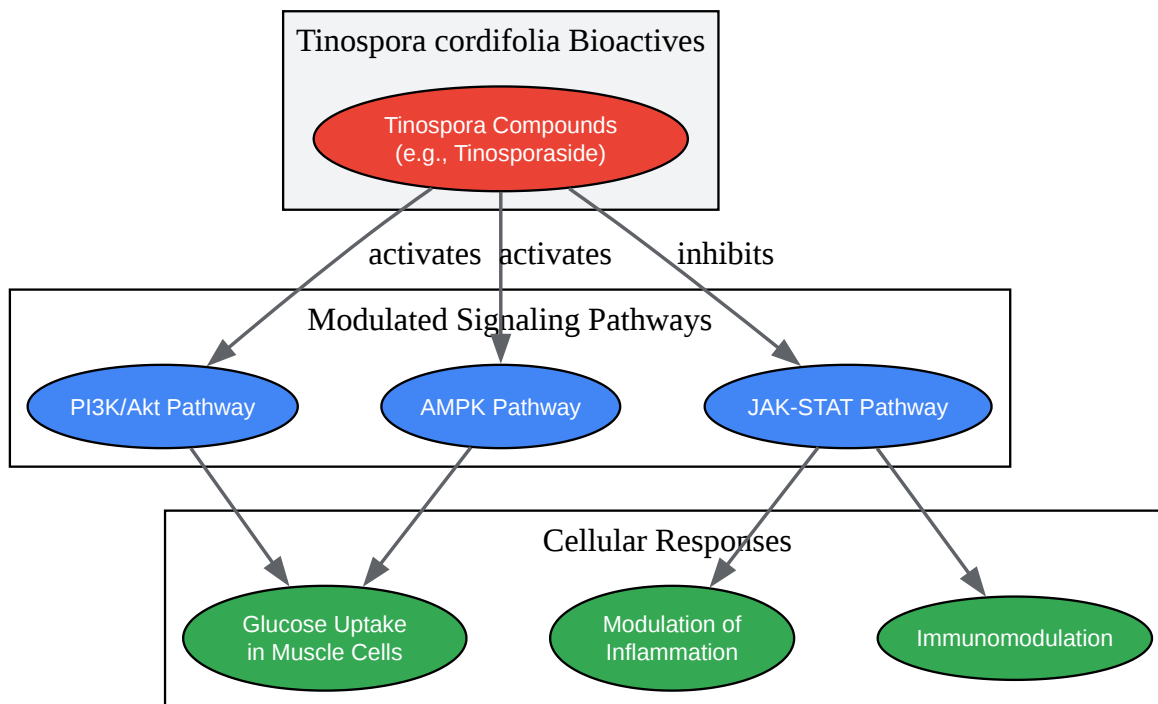 Tinospora cordifolia Bioactives
Tinospora Compounds
(e.g., Tinosporaside)
activates
activates
inhibits
Modulated Signaling Pathways
PI3K/Akt Pathway
AMPK Pathway
JAK-STAT Pathway
Cellular Responses
Glucose Uptake
in Muscle Cells
Modulation of
Inflammation
Immunomodulation